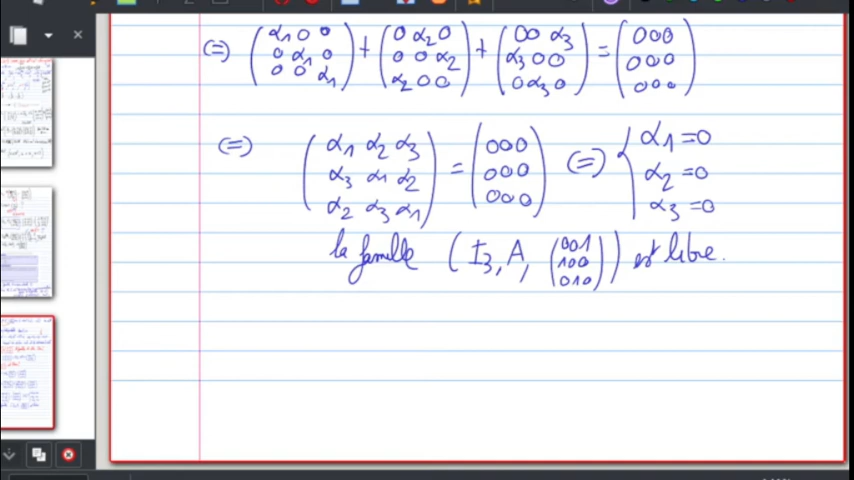 (=) (α1 0 0 / 0 α1 0 / 0 0 α1) + (0 α2 0 / 0 0 α2 / α2 0 0) + (0 0 α3 / α3 0 0 / 0 α3 0) = (0 0 0 / 0 0 0 / 0 0 0)
(=) (α1 α2 α3 / α3 α1 α2 / α2 α3 α1) = (0 0 0 / 0 0 0 / 0 0 0) (=) { α1 = 0 / α2 = 0 / α3 = 0
la famille (I3, A, (0 0 1 / 1 0 0 / 0 1 0)) est libre.